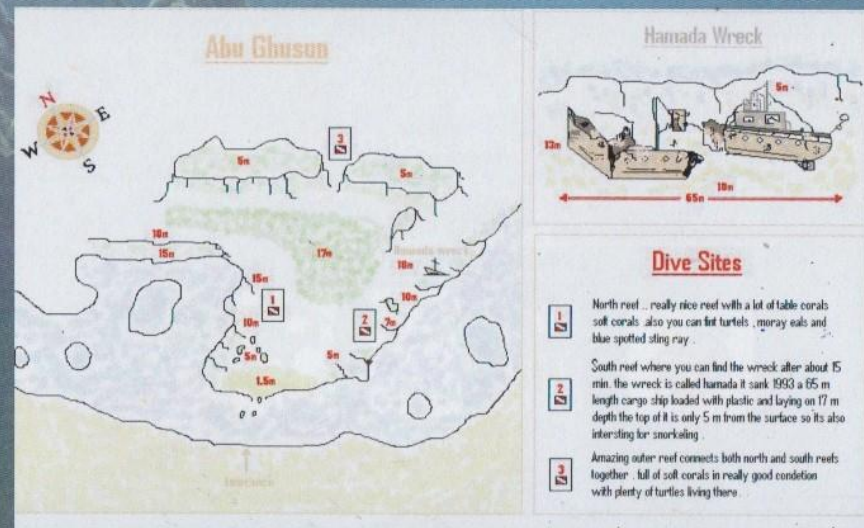 Abu Ghusun
N
E
W
S
3
5m
5m
10m
15m
17m
Hamada wreck
10m
15m
1
10m
10m
2
7m
5m
5m
1.5m
Entrance
Hamada Wreck
5m
13m
10m
65m
Dive Sites
1
North reef .. really nice reef with a lot of table corals
soft corals .also you can fint turtels , moray eals and
blue spotted sting ray .
2
South reef where you can find the wreck after about 15
min. the wreck is called hamada it sank 1993 a 65 m
length cargo ship loaded with plastic and laying on 17 m
depth the top of it is only 5 m from the surface so its also
intersting for snorkeling .
3
Amazing outer reef connects both north and south reefs
together . full of soft corals in really good condetion
with plenty of turtles living there .